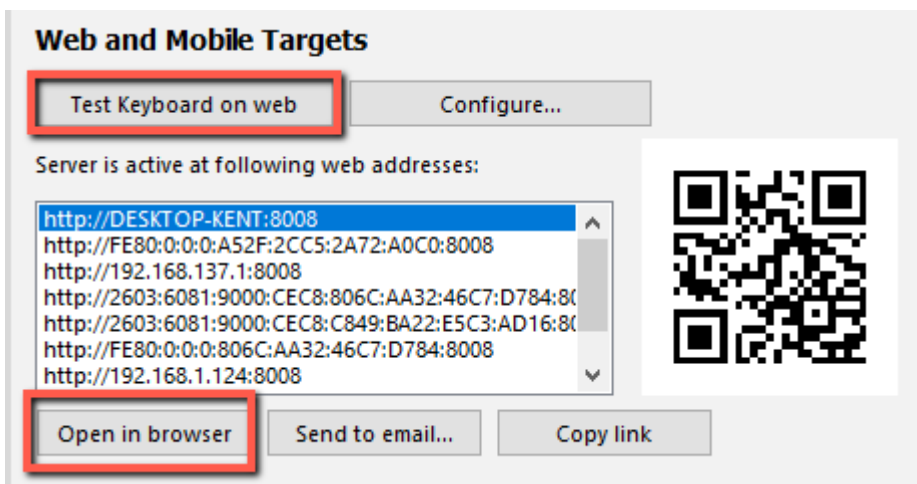 Web and Mobile Targets
Test Keyboard on web
Configure...
Server is active at following web addresses:
http://DESKTOP-KENT:8008
http://FE80:0:0:0:A52F:2CC5:2A72:A0C0:8008
http://192.168.137.1:8008
http://2603:6081:9000:CEC8:806C:AA32:46C7:D784:80
http://2603:6081:9000:CEC8:C849:BA22:E5C3:AD16:80
http://FE80:0:0:0:806C:AA32:46C7:D784:8008
http://192.168.1.124:8008
Open in browser
Send to email...
Copy link